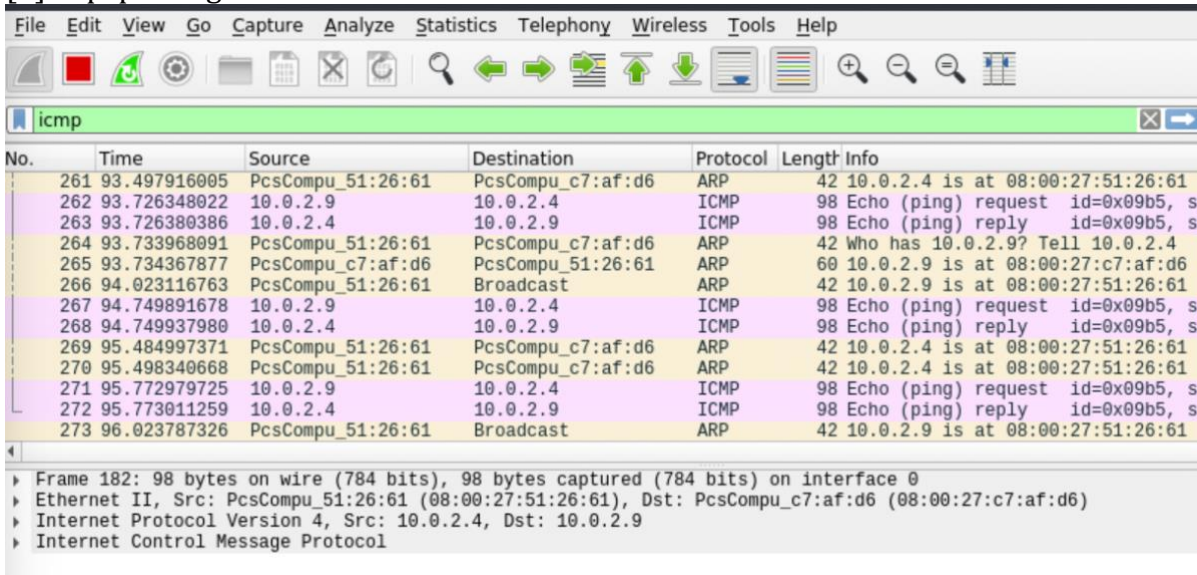 File Edit View Go Capture Analyze Statistics Telephony Wireless Tools Help
icmp
No. Time Source Destination Protocol Length Info
261 93.497916005 PcsCompu_51:26:61 PcsCompu_c7:af:d6 ARP 42 10.0.2.4 is at 08:00:27:51:26:61
262 93.726348022 10.0.2.9 10.0.2.4 ICMP 98 Echo (ping) request id=0x09b5, s
263 93.726380386 10.0.2.4 10.0.2.9 ICMP 98 Echo (ping) reply id=0x09b5, s
264 93.733968091 PcsCompu_51:26:61 PcsCompu_c7:af:d6 ARP 42 Who has 10.0.2.9? Tell 10.0.2.4
265 93.734367877 PcsCompu_c7:af:d6 PcsCompu_51:26:61 ARP 60 10.0.2.9 is at 08:00:27:c7:af:d6
266 94.023116763 PcsCompu_51:26:61 Broadcast ARP 42 10.0.2.9 is at 08:00:27:51:26:61
267 94.749891678 10.0.2.9 10.0.2.4 ICMP 98 Echo (ping) request id=0x09b5, s
268 94.749937980 10.0.2.4 10.0.2.9 ICMP 98 Echo (ping) reply id=0x09b5, s
269 95.484997371 PcsCompu_51:26:61 PcsCompu_c7:af:d6 ARP 42 10.0.2.4 is at 08:00:27:51:26:61
270 95.498340668 PcsCompu_51:26:61 PcsCompu_c7:af:d6 ARP 42 10.0.2.4 is at 08:00:27:51:26:61
271 95.772979725 10.0.2.9 10.0.2.4 ICMP 98 Echo (ping) request id=0x09b5, s
272 95.773011259 10.0.2.4 10.0.2.9 ICMP 98 Echo (ping) reply id=0x09b5, s
273 96.023787326 PcsCompu_51:26:61 Broadcast ARP 42 10.0.2.9 is at 08:00:27:51:26:61
Frame 182: 98 bytes on wire (784 bits), 98 bytes captured (784 bits) on interface 0
Ethernet II, Src: PcsCompu_51:26:61 (08:00:27:51:26:61), Dst: PcsCompu_c7:af:d6 (08:00:27:c7:af:d6)
Internet Protocol Version 4, Src: 10.0.2.4, Dst: 10.0.2.9
Internet Control Message Protocol